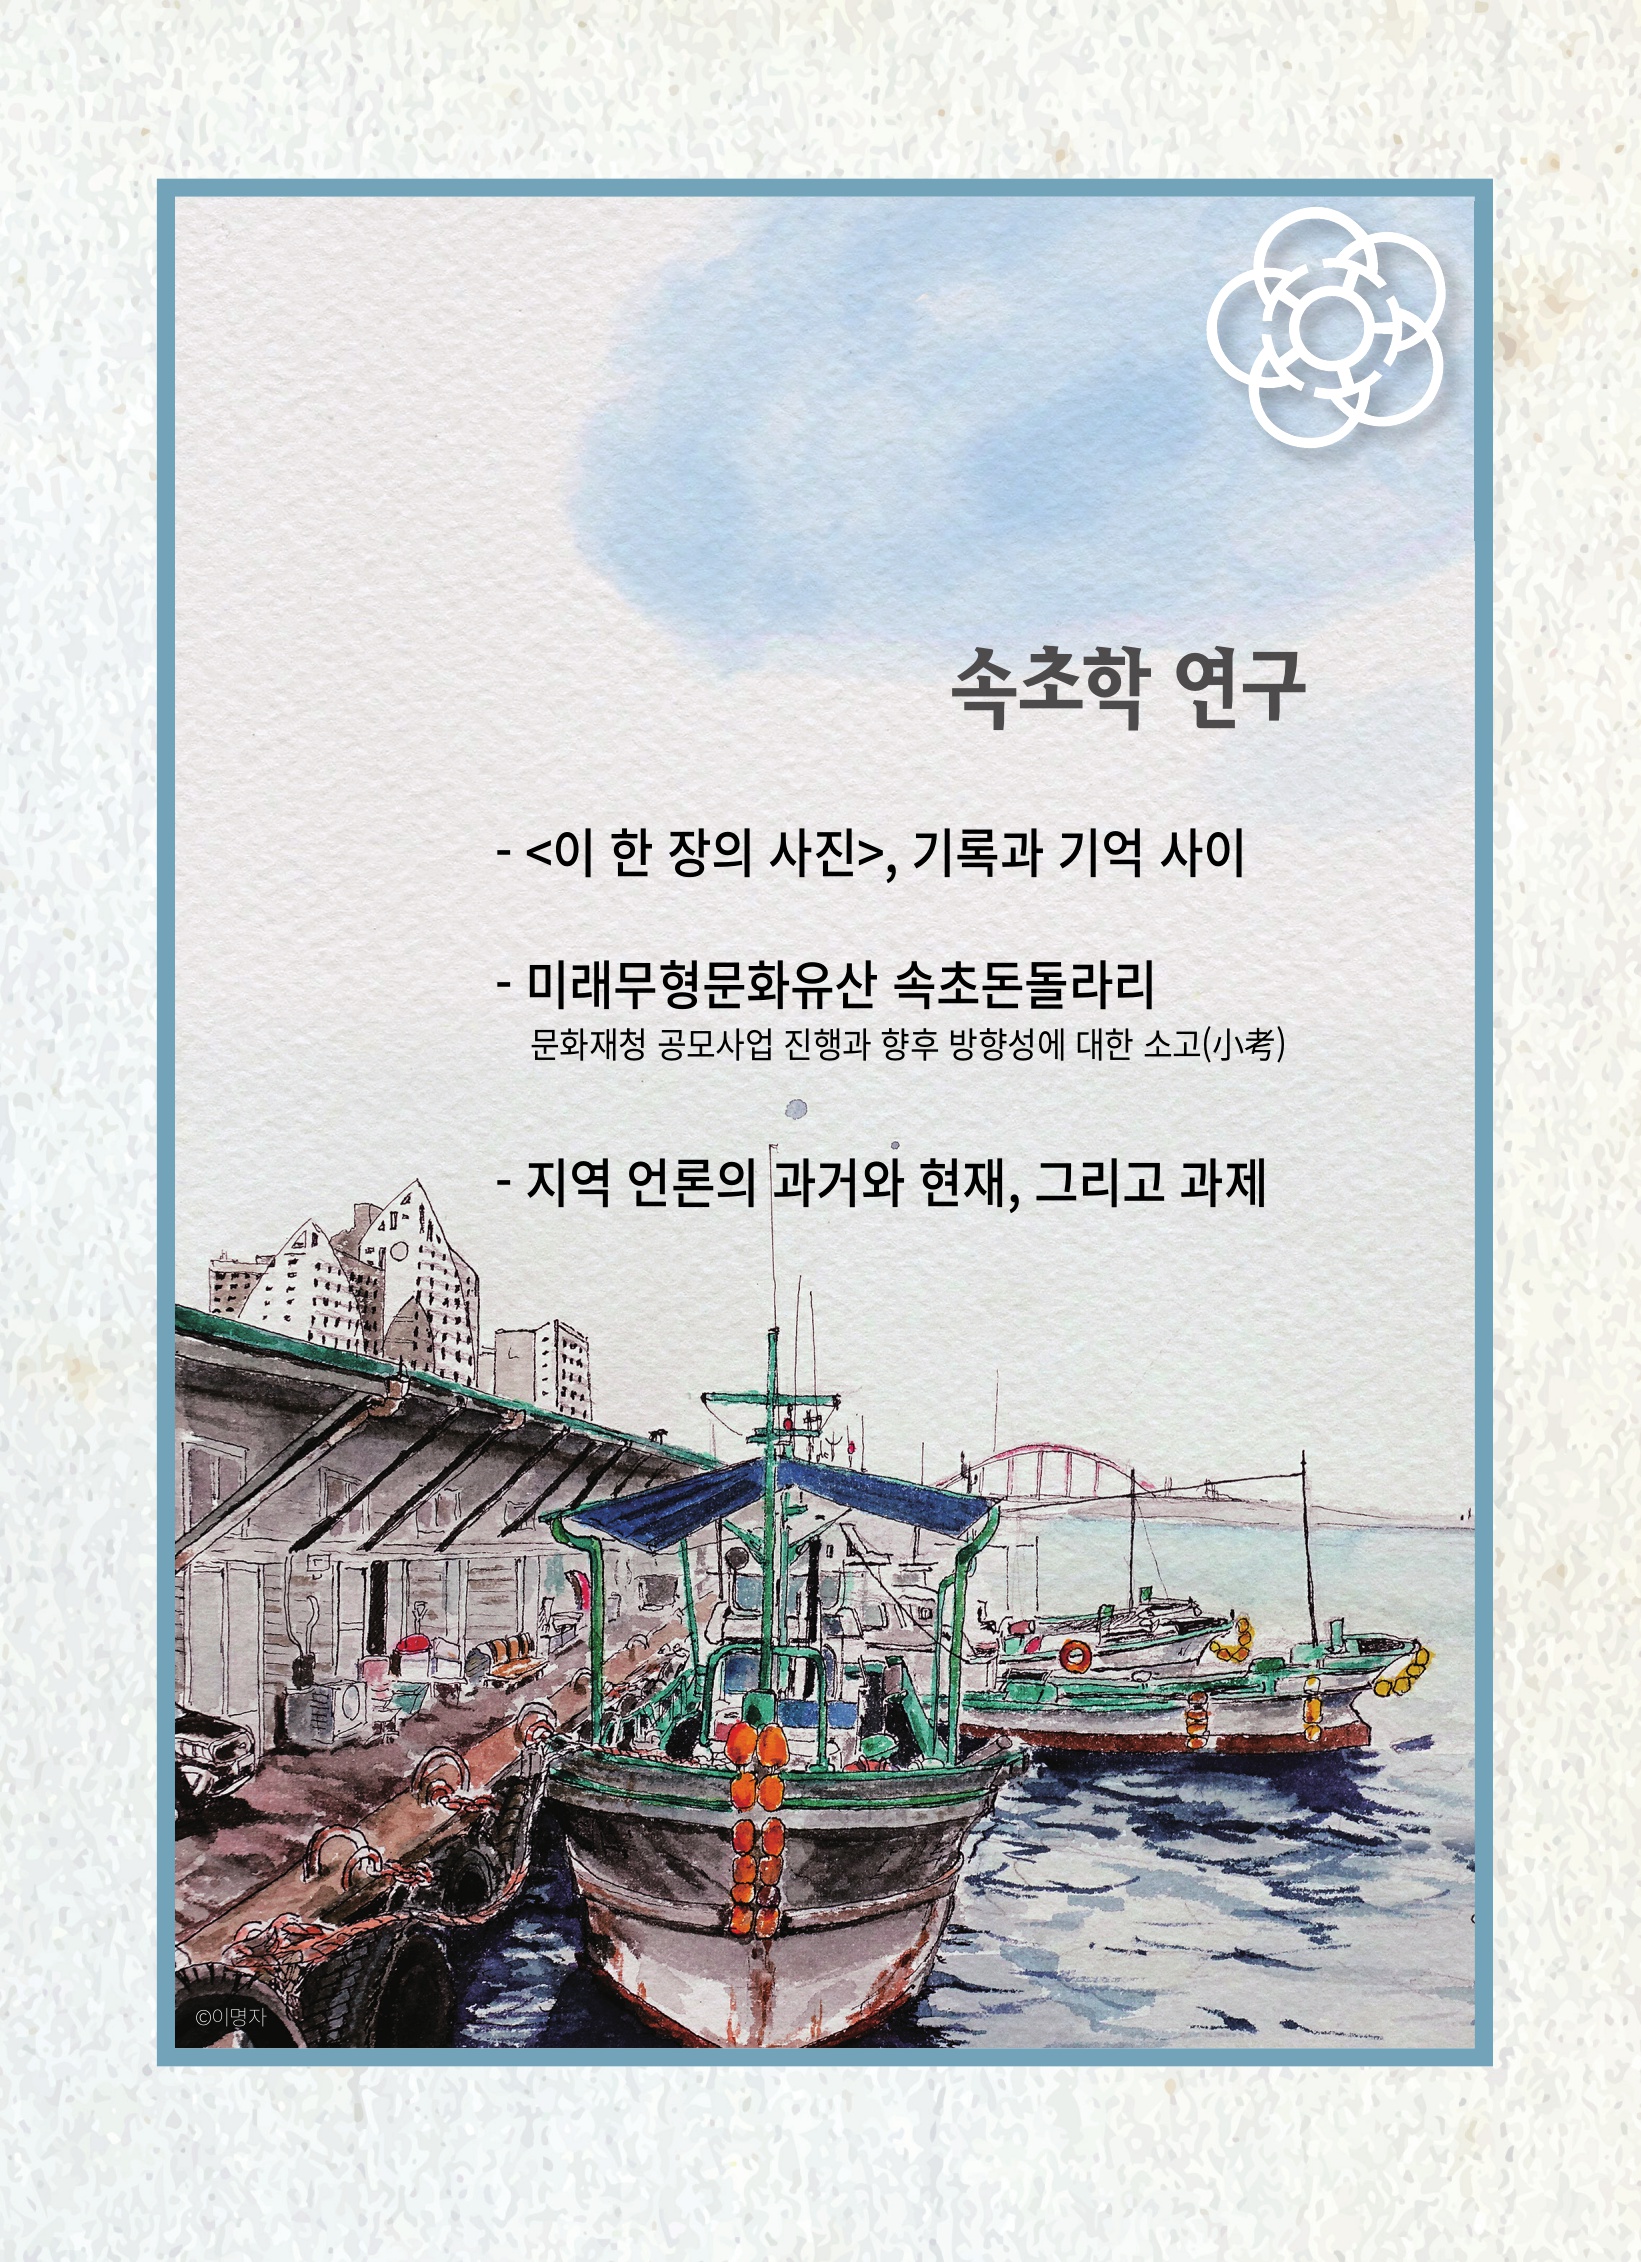 속초학 연구
- <이 한 장의 사진>, 기록과 기억 사이
- 미래무형문화유산 속초돈돌라리
문화재청 공모사업 진행과 향후 방향성에 대한 소고(小考)
- 지역 언론의 과거와 현재, 그리고 과제
©이명자